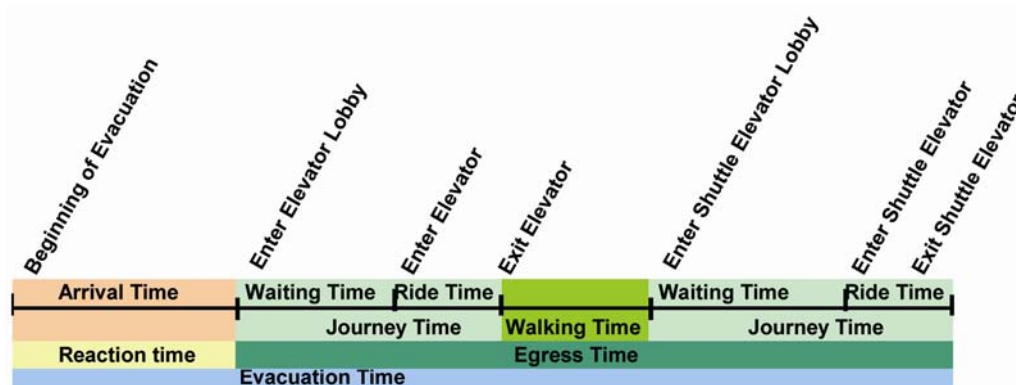 Beginning of Evacuation
Enter Elevator Lobby
Enter Elevator
Exit Elevator
Enter Shuttle Elevator Lobby
Enter Shuttle Elevator
Exit Shuttle Elevator
Arrival Time
Waiting Time
Ride Time
Waiting Time
Ride Time
Journey Time
Walking Time
Journey Time
Reaction time
Egress Time
Evacuation Time